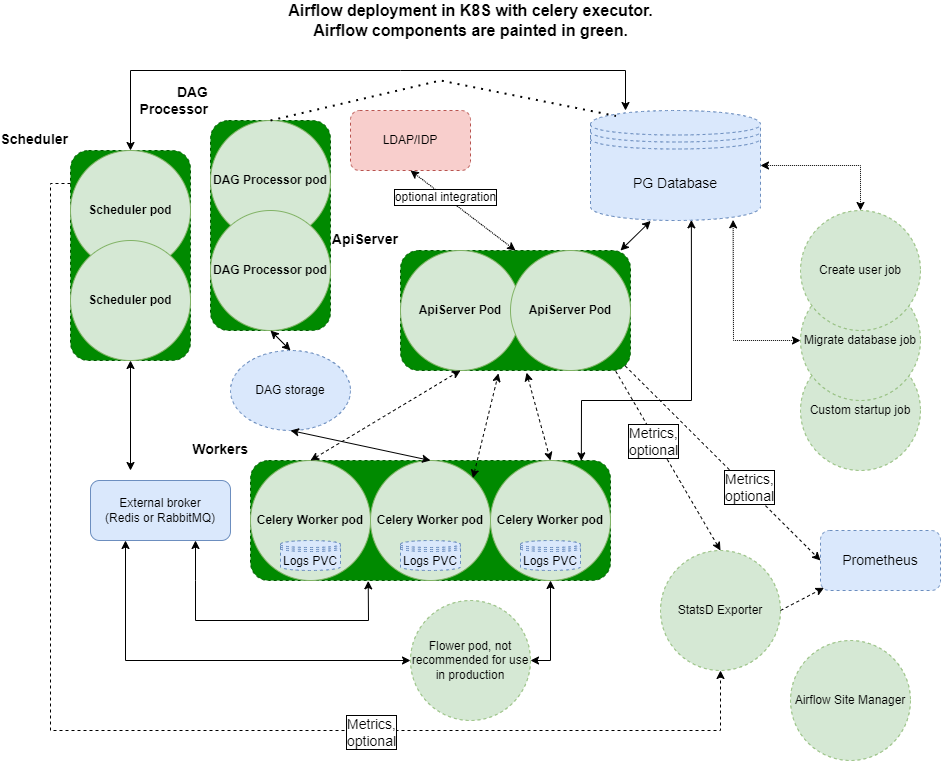 Airflow deployment in K8S with celery executor.
Airflow components are painted in green.
DAG
Processor
Scheduler
LDAP/IDP
DAG Processor pod
PG Database
optional integration
Scheduler pod
ApiServer
DAG Processor pod
Create user job
Scheduler pod
ApiServer Pod
ApiServer Pod
Migrate database job
DAG storage
Custom startup job
Workers
Metrics,
optional
Metrics,
optional
External broker
(Redis or RabbitMQ)
Celery Worker pod
Celery Worker pod
Celery Worker pod
Logs PVC
Logs PVC
Logs PVC
Prometheus
StatsD Exporter
Flower pod, not
recommended for use
in production
Airflow Site Manager
Metrics,
optional